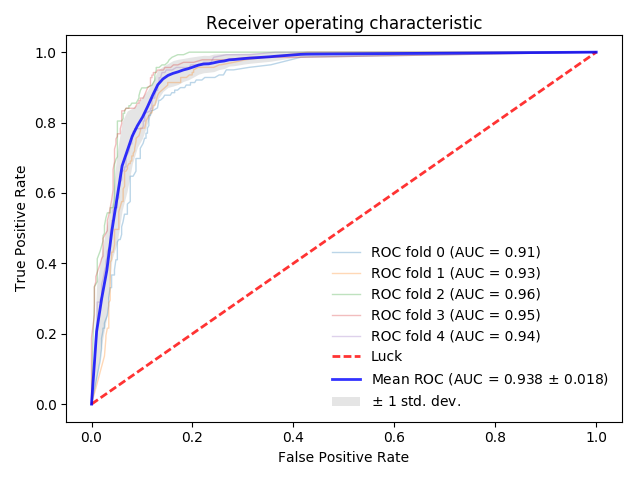 Receiver operating characteristic
1.0
0.8
0.6
0.4
0.2
0.0
True Positive Rate
ROC fold 0 (AUC = 0.91)
ROC fold 1 (AUC = 0.93)
ROC fold 2 (AUC = 0.96)
ROC fold 3 (AUC = 0.95)
ROC fold 4 (AUC = 0.94)
Luck
Mean ROC (AUC = 0.938 ± 0.018)
± 1 std. dev.
0.0 0.2 0.4 0.6 0.8 1.0
False Positive Rate